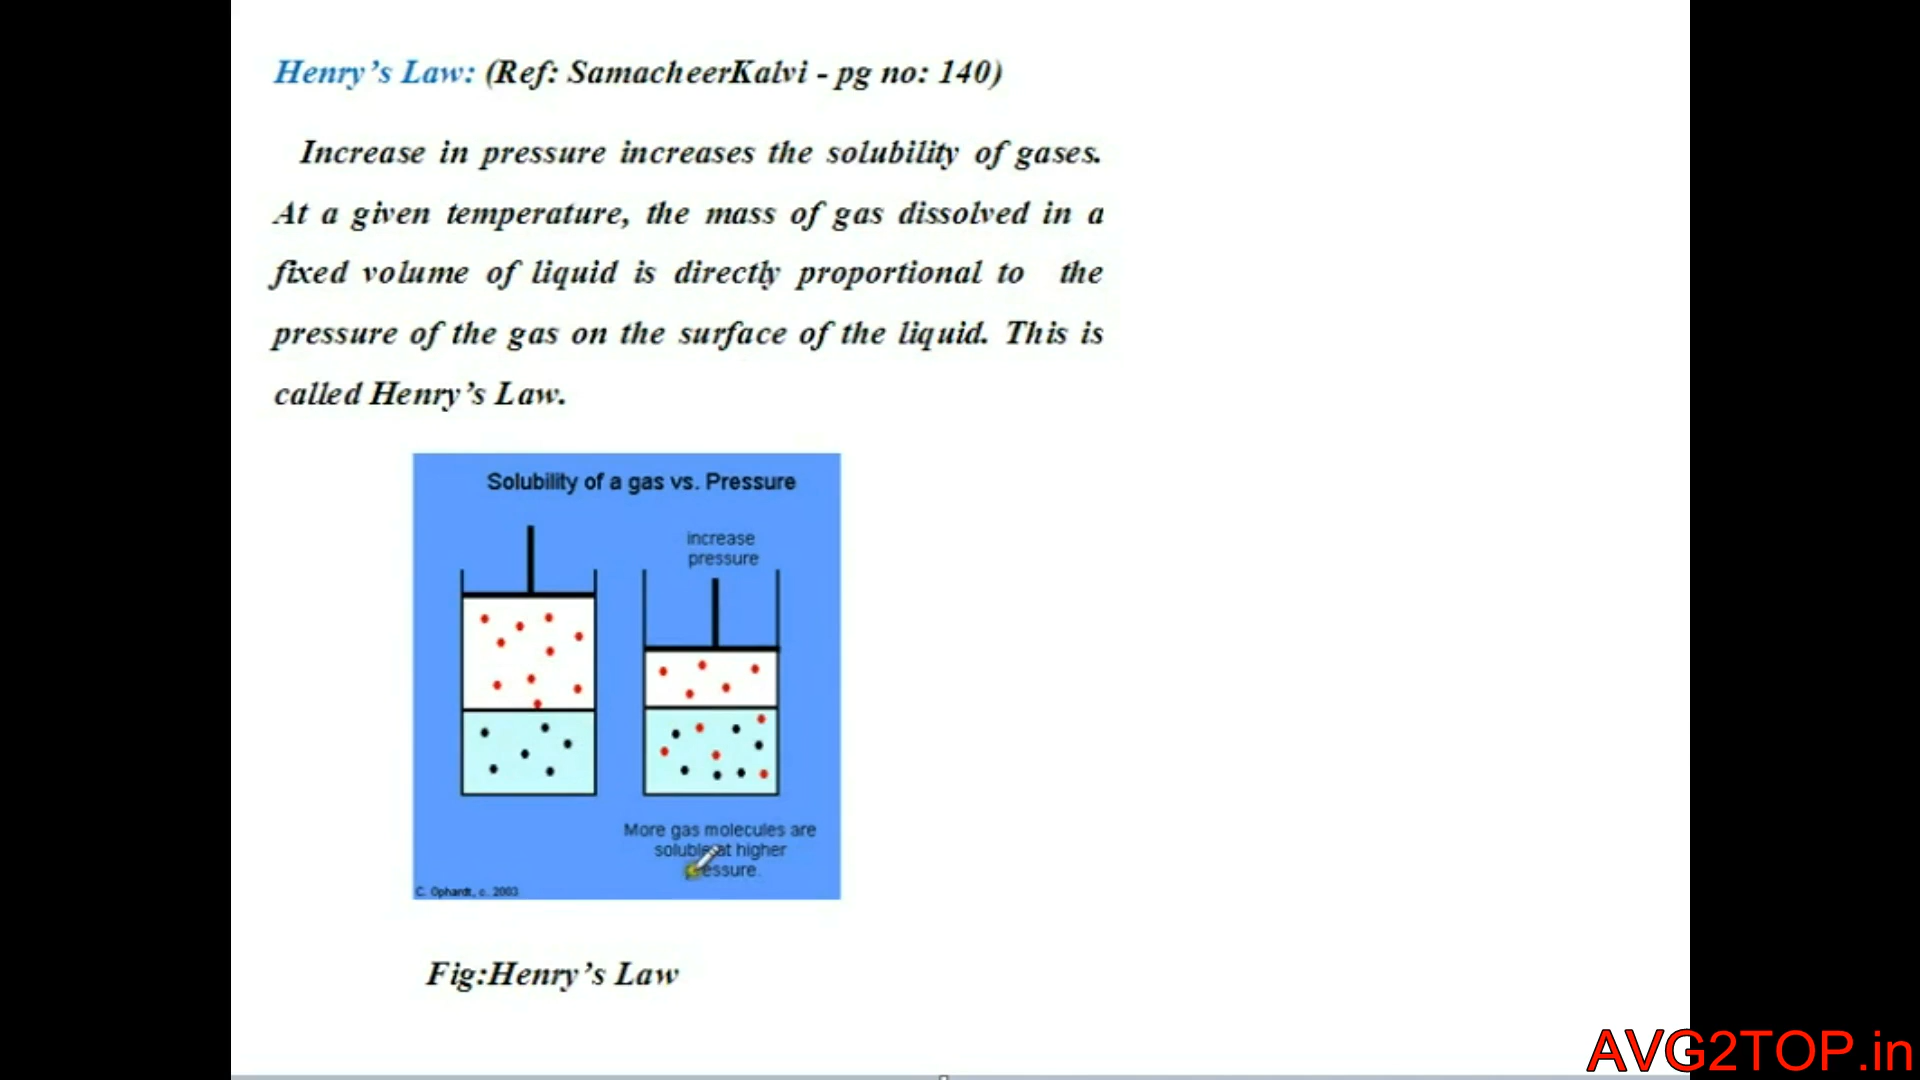 Henry’s Law: (Ref: SamacheerKalvi - pg no: 140)
Increase in pressure increases the solubility of gases.
At a given temperature, the mass of gas dissolved in a
fixed volume of liquid is directly proportional to the
pressure of the gas on the surface of the liquid. This is
called Henry’s Law.
Solubility of a gas vs. Pressure
increase
pressure
More gas molecules are
soluble at higher
essure.
C. Ophardt, c. 2003
Fig:Henry’s Law
AVG2TOP.in